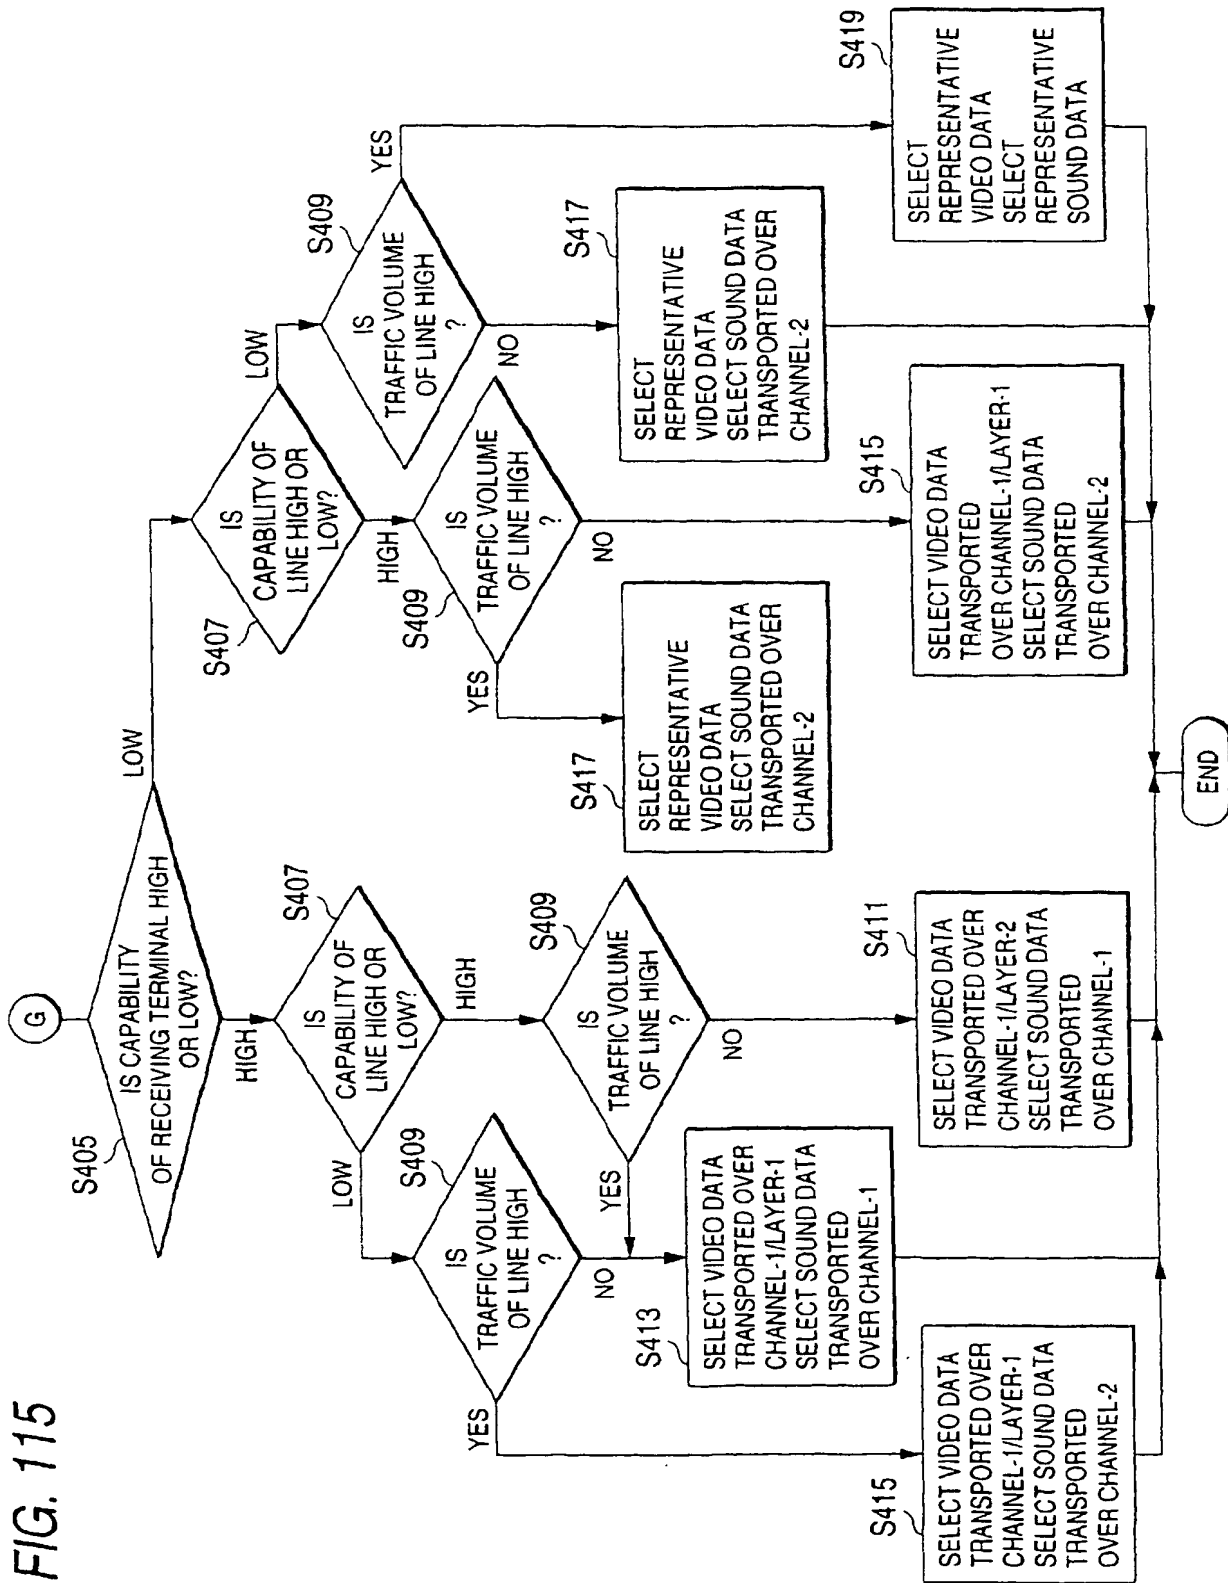 FIG. 115
G
S405
IS CAPABILITY
OF RECEIVING TERMINAL HIGH
OR LOW?
HIGH
LOW
S407
IS
CAPABILITY OF
LINE HIGH OR
LOW?
LOW
HIGH
S407
IS
CAPABILITY OF
LINE HIGH OR
LOW?
HIGH
LOW
S409
IS
TRAFFIC VOLUME
OF LINE HIGH
?
YES
NO
S409
IS
TRAFFIC VOLUME
OF LINE HIGH
?
YES
NO
S409
IS
TRAFFIC VOLUME
OF LINE HIGH
?
YES
NO
S409
IS
TRAFFIC VOLUME
OF LINE HIGH
?
YES
NO
S415
SELECT VIDEO DATA
TRANSPORTED OVER
CHANNEL-1/LAYER-1
SELECT SOUND DATA
TRANSPORTED
OVER CHANNEL-2
S413
SELECT VIDEO DATA
TRANSPORTED OVER
CHANNEL-1/LAYER-1
SELECT SOUND DATA
TRANSPORTED
OVER CHANNEL-1
S411
SELECT VIDEO DATA
TRANSPORTED OVER
CHANNEL-1/LAYER-2
SELECT SOUND DATA
TRANSPORTED
OVER CHANNEL-1
S417
SELECT
REPRESENTATIVE
VIDEO DATA
SELECT SOUND DATA
TRANSPORTED OVER
CHANNEL-2
S415
SELECT VIDEO DATA
TRANSPORTED
OVER CHANNEL-1/LAYER-1
SELECT SOUND DATA
TRANSPORTED
OVER CHANNEL-2
S417
SELECT
REPRESENTATIVE
VIDEO DATA
SELECT SOUND DATA
TRANSPORTED OVER
CHANNEL-2
S419
SELECT
REPRESENTATIVE
VIDEO DATA
SELECT
REPRESENTATIVE
SOUND DATA
END